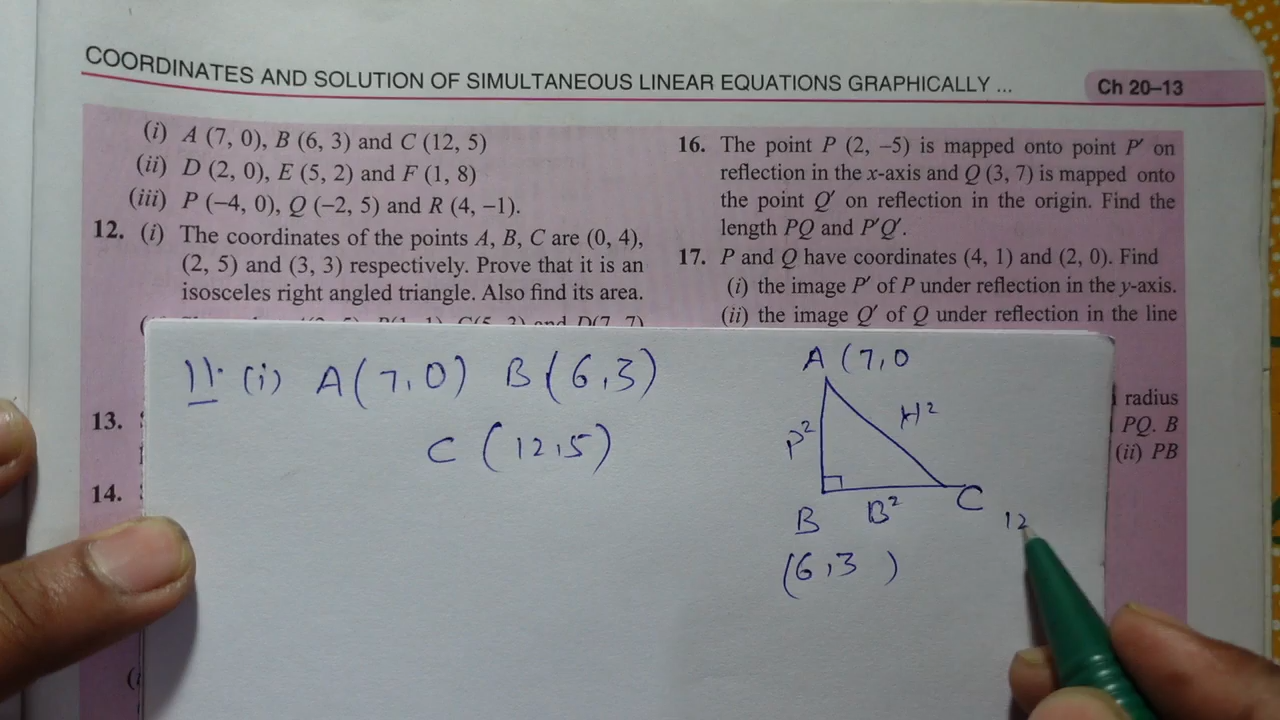 COORDINATES AND SOLUTION OF SIMULTANEOUS LINEAR EQUATIONS GRAPHICALLY ...
Ch 20–13
(i) A (7, 0), B (6, 3) and C (12, 5)
(ii) D (2, 0), E (5, 2) and F (1, 8)
(iii) P (–4, 0), Q (–2, 5) and R (4, –1).
12. (i) The coordinates of the points A, B, C are (0, 4),
(2, 5) and (3, 3) respectively. Prove that it is an
isosceles right angled triangle. Also find its area.
13.
14.
16. The point P (2, –5) is mapped onto point P′ on
reflection in the x-axis and Q (3, 7) is mapped onto
the point Q′ on reflection in the origin. Find the
length PQ and P′Q′.
17. P and Q have coordinates (4, 1) and (2, 0). Find
(i) the image P′ of P under reflection in the y-axis.
(ii) the image Q′ of Q under reflection in the line
radius
PQ. B
(ii) PB
11. (i) A(7,0) B(6,3)
C (12,5)
A (7,0
P² H²
B B² C 12
(6,3 )